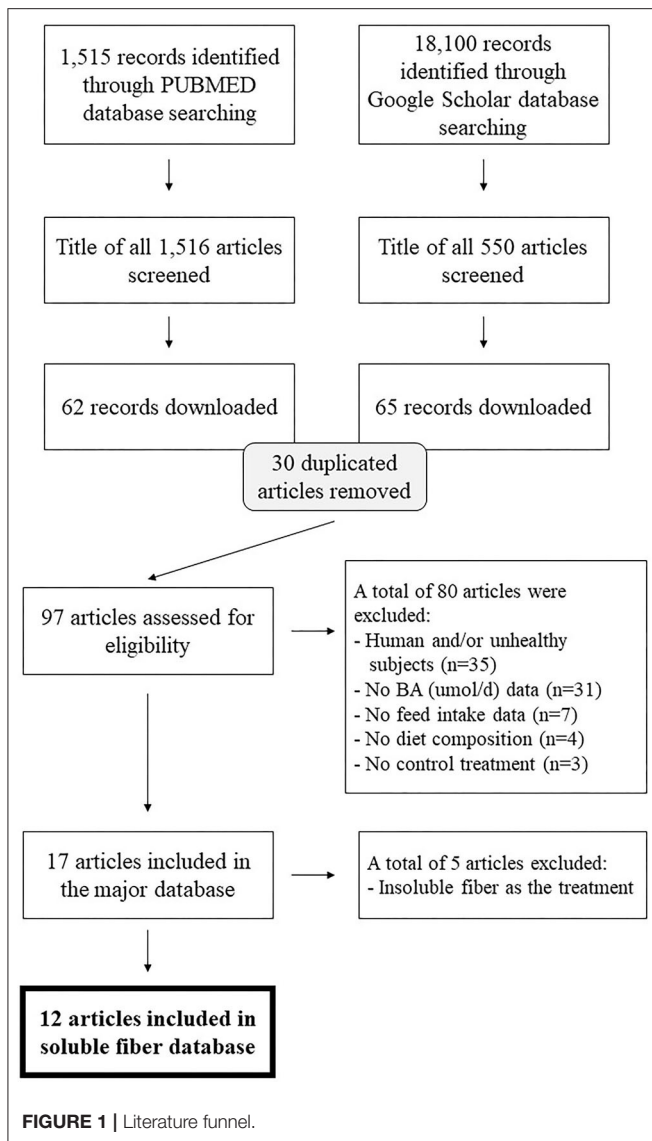 1,515 records identified
through PUBMED
database searching
18,100 records
identified through
Google Scholar database
searching
Title of all 1,516 articles
screened
Title of all 550 articles
screened
62 records downloaded
65 records downloaded
30 duplicated
articles removed
97 articles assessed for
eligibility
A total of 80 articles were
excluded:
- Human and/or unhealthy
subjects (n=35)
- No BA (umol/d) data (n=31)
- No feed intake data (n=7)
- No diet composition (n=4)
- No control treatment (n=3)
17 articles included in
the major database
A total of 5 articles excluded:
- Insoluble fiber as the treatment
12 articles included in
soluble fiber database
FIGURE 1 | Literature funnel.